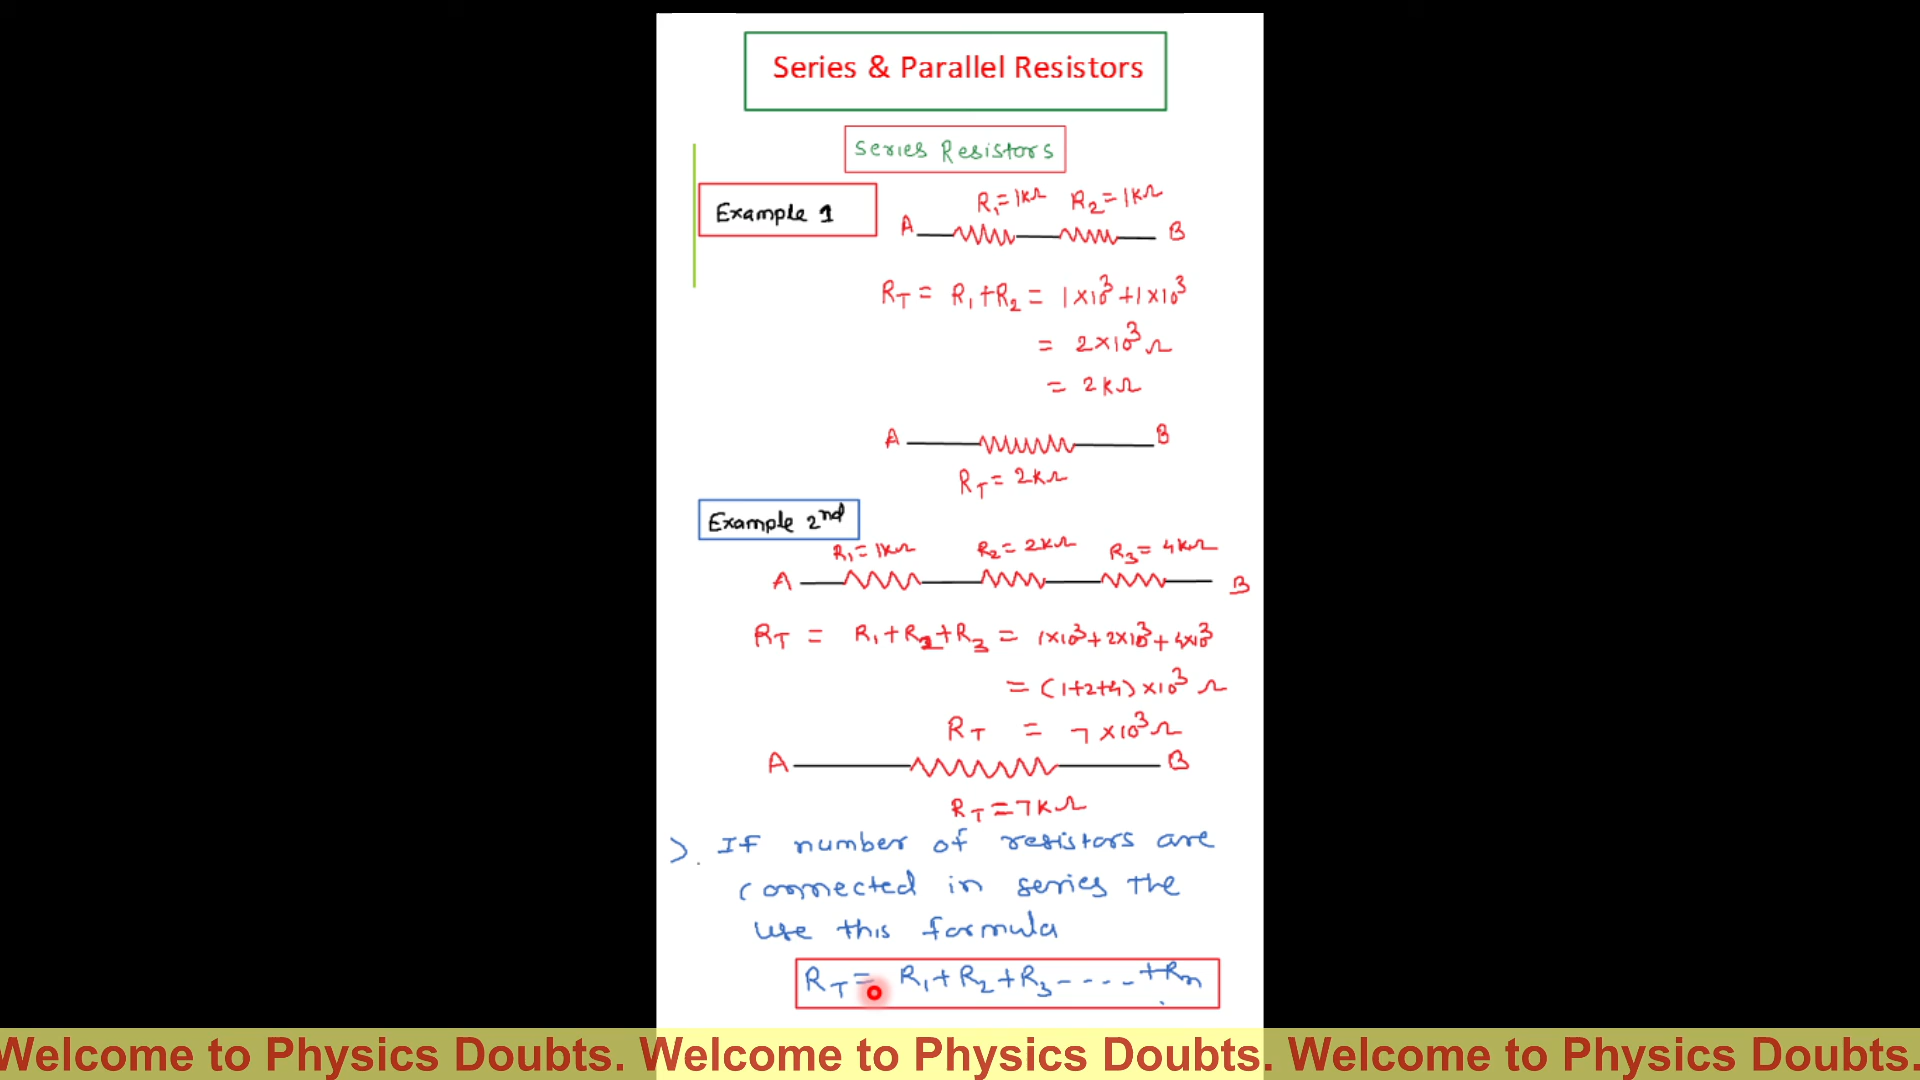 Series & Parallel Resistors
Series Resistors
Example 1
R₁=1kΩ R₂=1kΩ
A B
R_T = R₁+R₂ = 1×10³+1×10³
= 2×10³Ω
= 2kΩ
A B
R_T=2kΩ
Example 2nd
R₁=1kΩ R₂=2kΩ R₃=4kΩ
A B
R_T = R₁+R₂+R₃ = 1×10³+2×10³+4×10³
= (1+2+4)×10³ Ω
R_T = 7×10³Ω
A B
R_T=7kΩ
>. If number of resistors are
connected in series the
use this formula
R_T= R₁+R₂+R₃-----+Rn
Welcome to Physics Doubts. Welcome to Physics Doubts. Welcome to Physics Doubts.